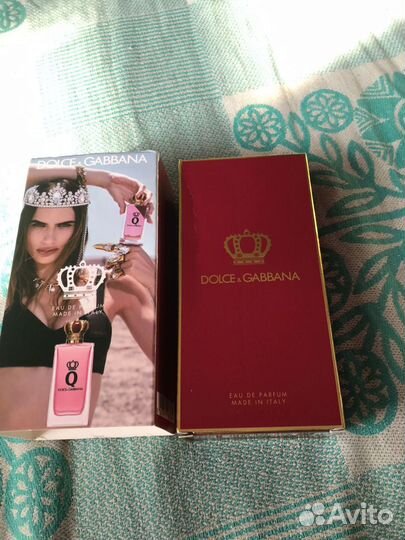 DOLCE & GABBANA
EAU DE PARFUM
MADE IN ITALY
Q
Q
DOLCE & GABBANA
DOLCE & GABBANA
EAU DE PARFUM
MADE IN ITALY
Avito